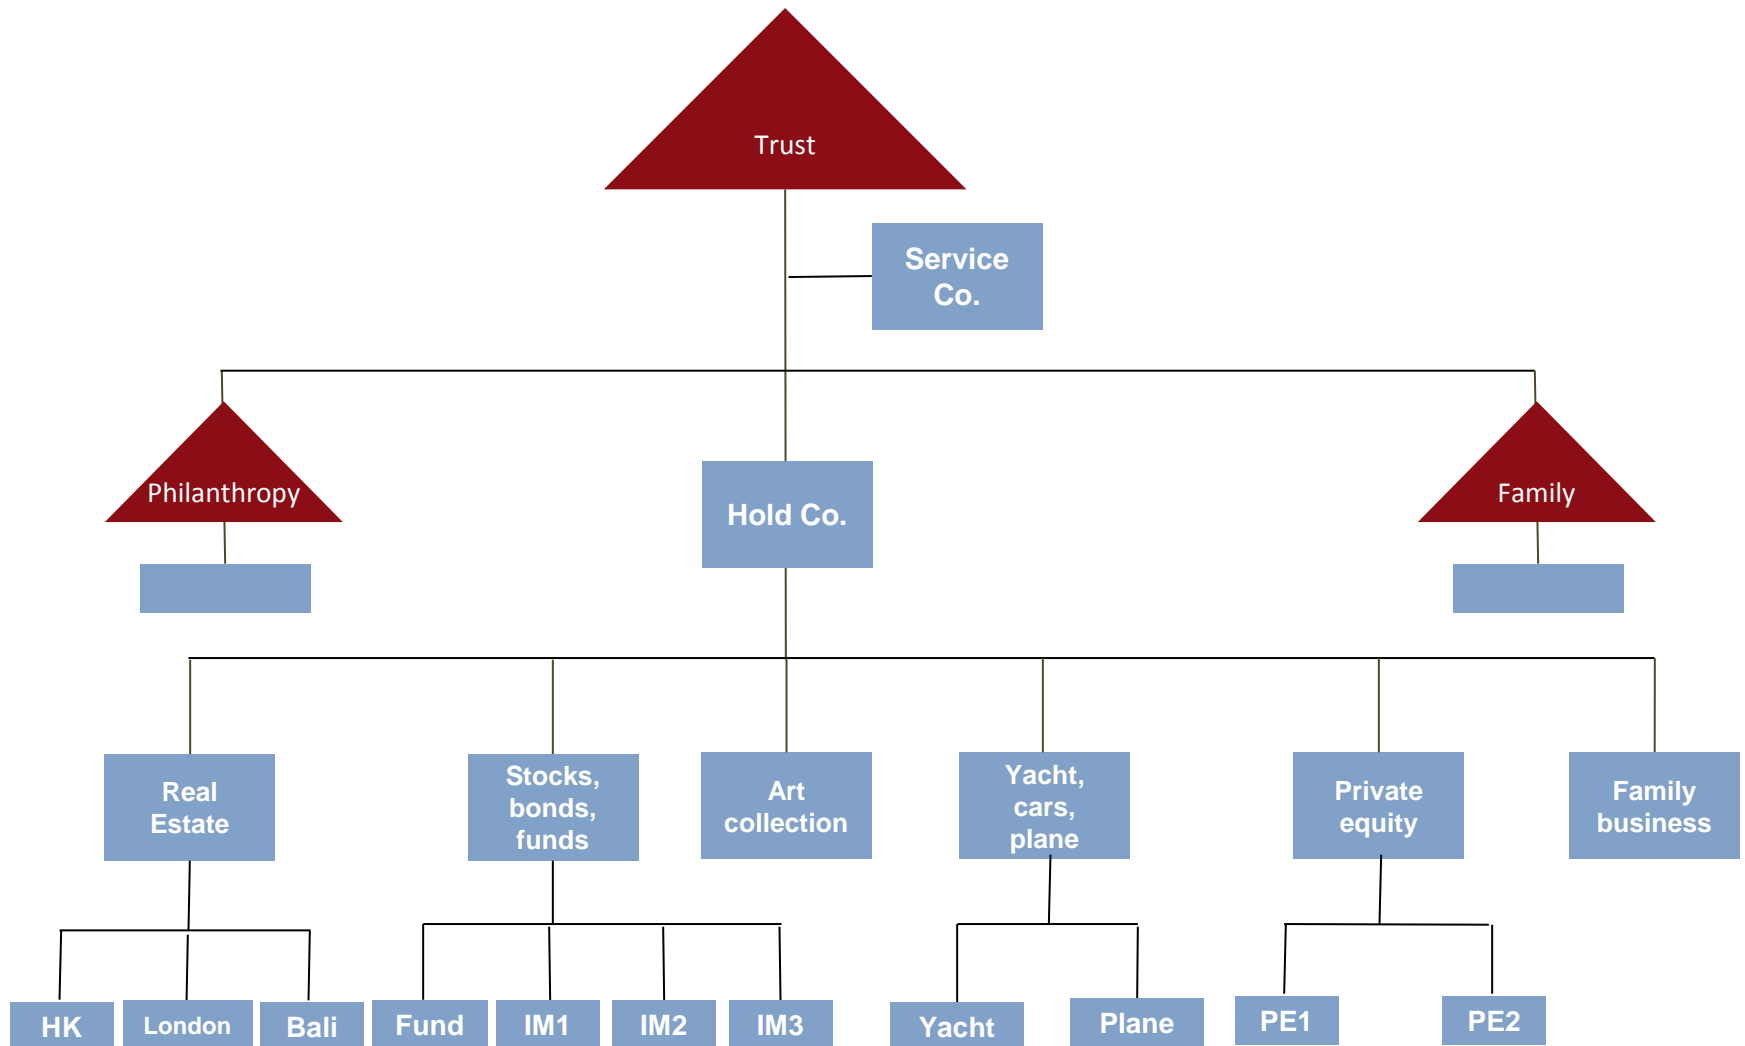 Trust
Service
Co.
Philanthropy
Hold Co.
Family
Real
Estate
Stocks,
bonds,
funds
Art
collection
Yacht,
cars,
plane
Private
equity
Family
business
HK
London
Bali
Fund
IM1
IM2
IM3
Yacht
Plane
PE1
PE2